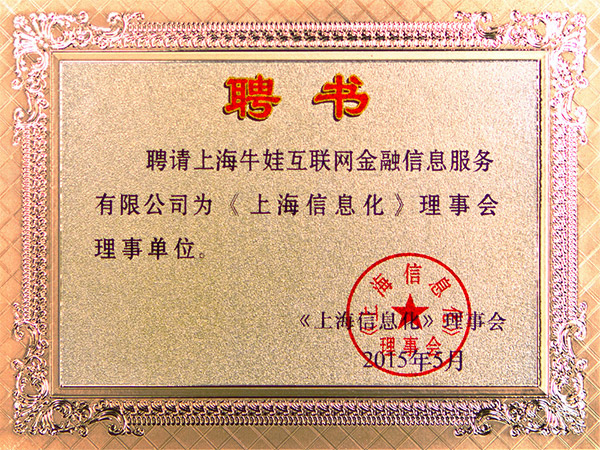 聘书
聘请上海牛娃互联网金融信息服务
有限公司为《上海信息化》理事会
理事单位。
《上海信息化》理事会
2015年5月
《上海信息化》
理事会